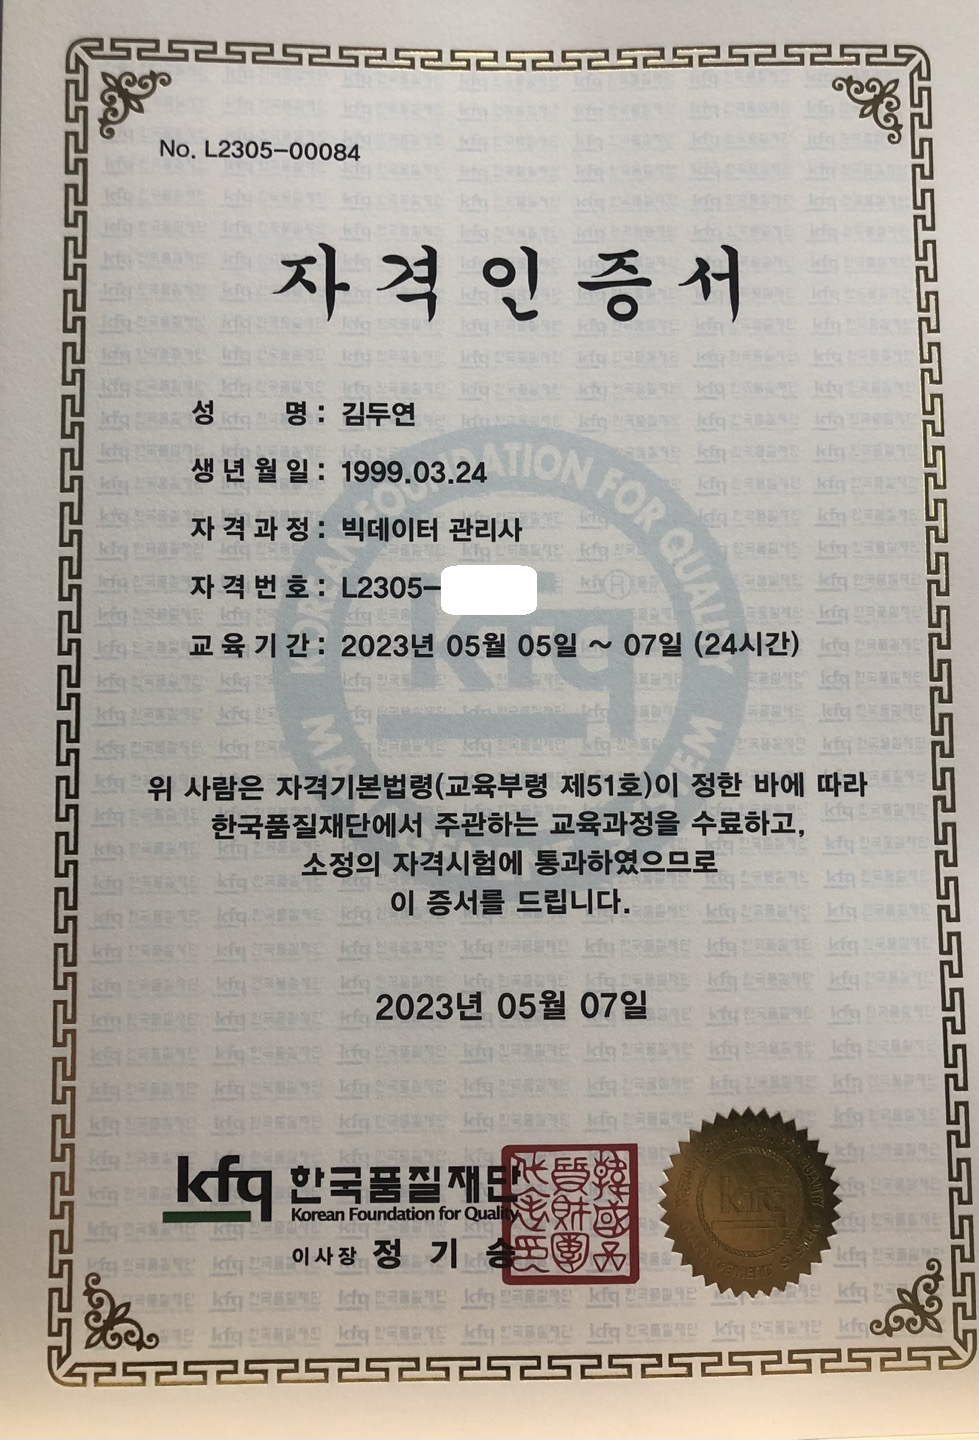 No. L2305-00084
자격인증서
성 명 : 김두연
생년월일 : 1999.03.24
자격과정 : 빅데이터 관리사
자격번호 : L2305-
교육기간 : 2023년 05월 05일 ~ 07일 (24시간)
위 사람은 자격기본법령(교육부령 제51호)이 정한 바에 따라
한국품질재단에서 주관하는 교육과정을 수료하고,
소정의 자격시험에 통과하였으므로
이 증서를 드립니다.
2023년 05월 07일
kfq 한국품질재단
Korean Foundation for Quality
이사장 정 기 승